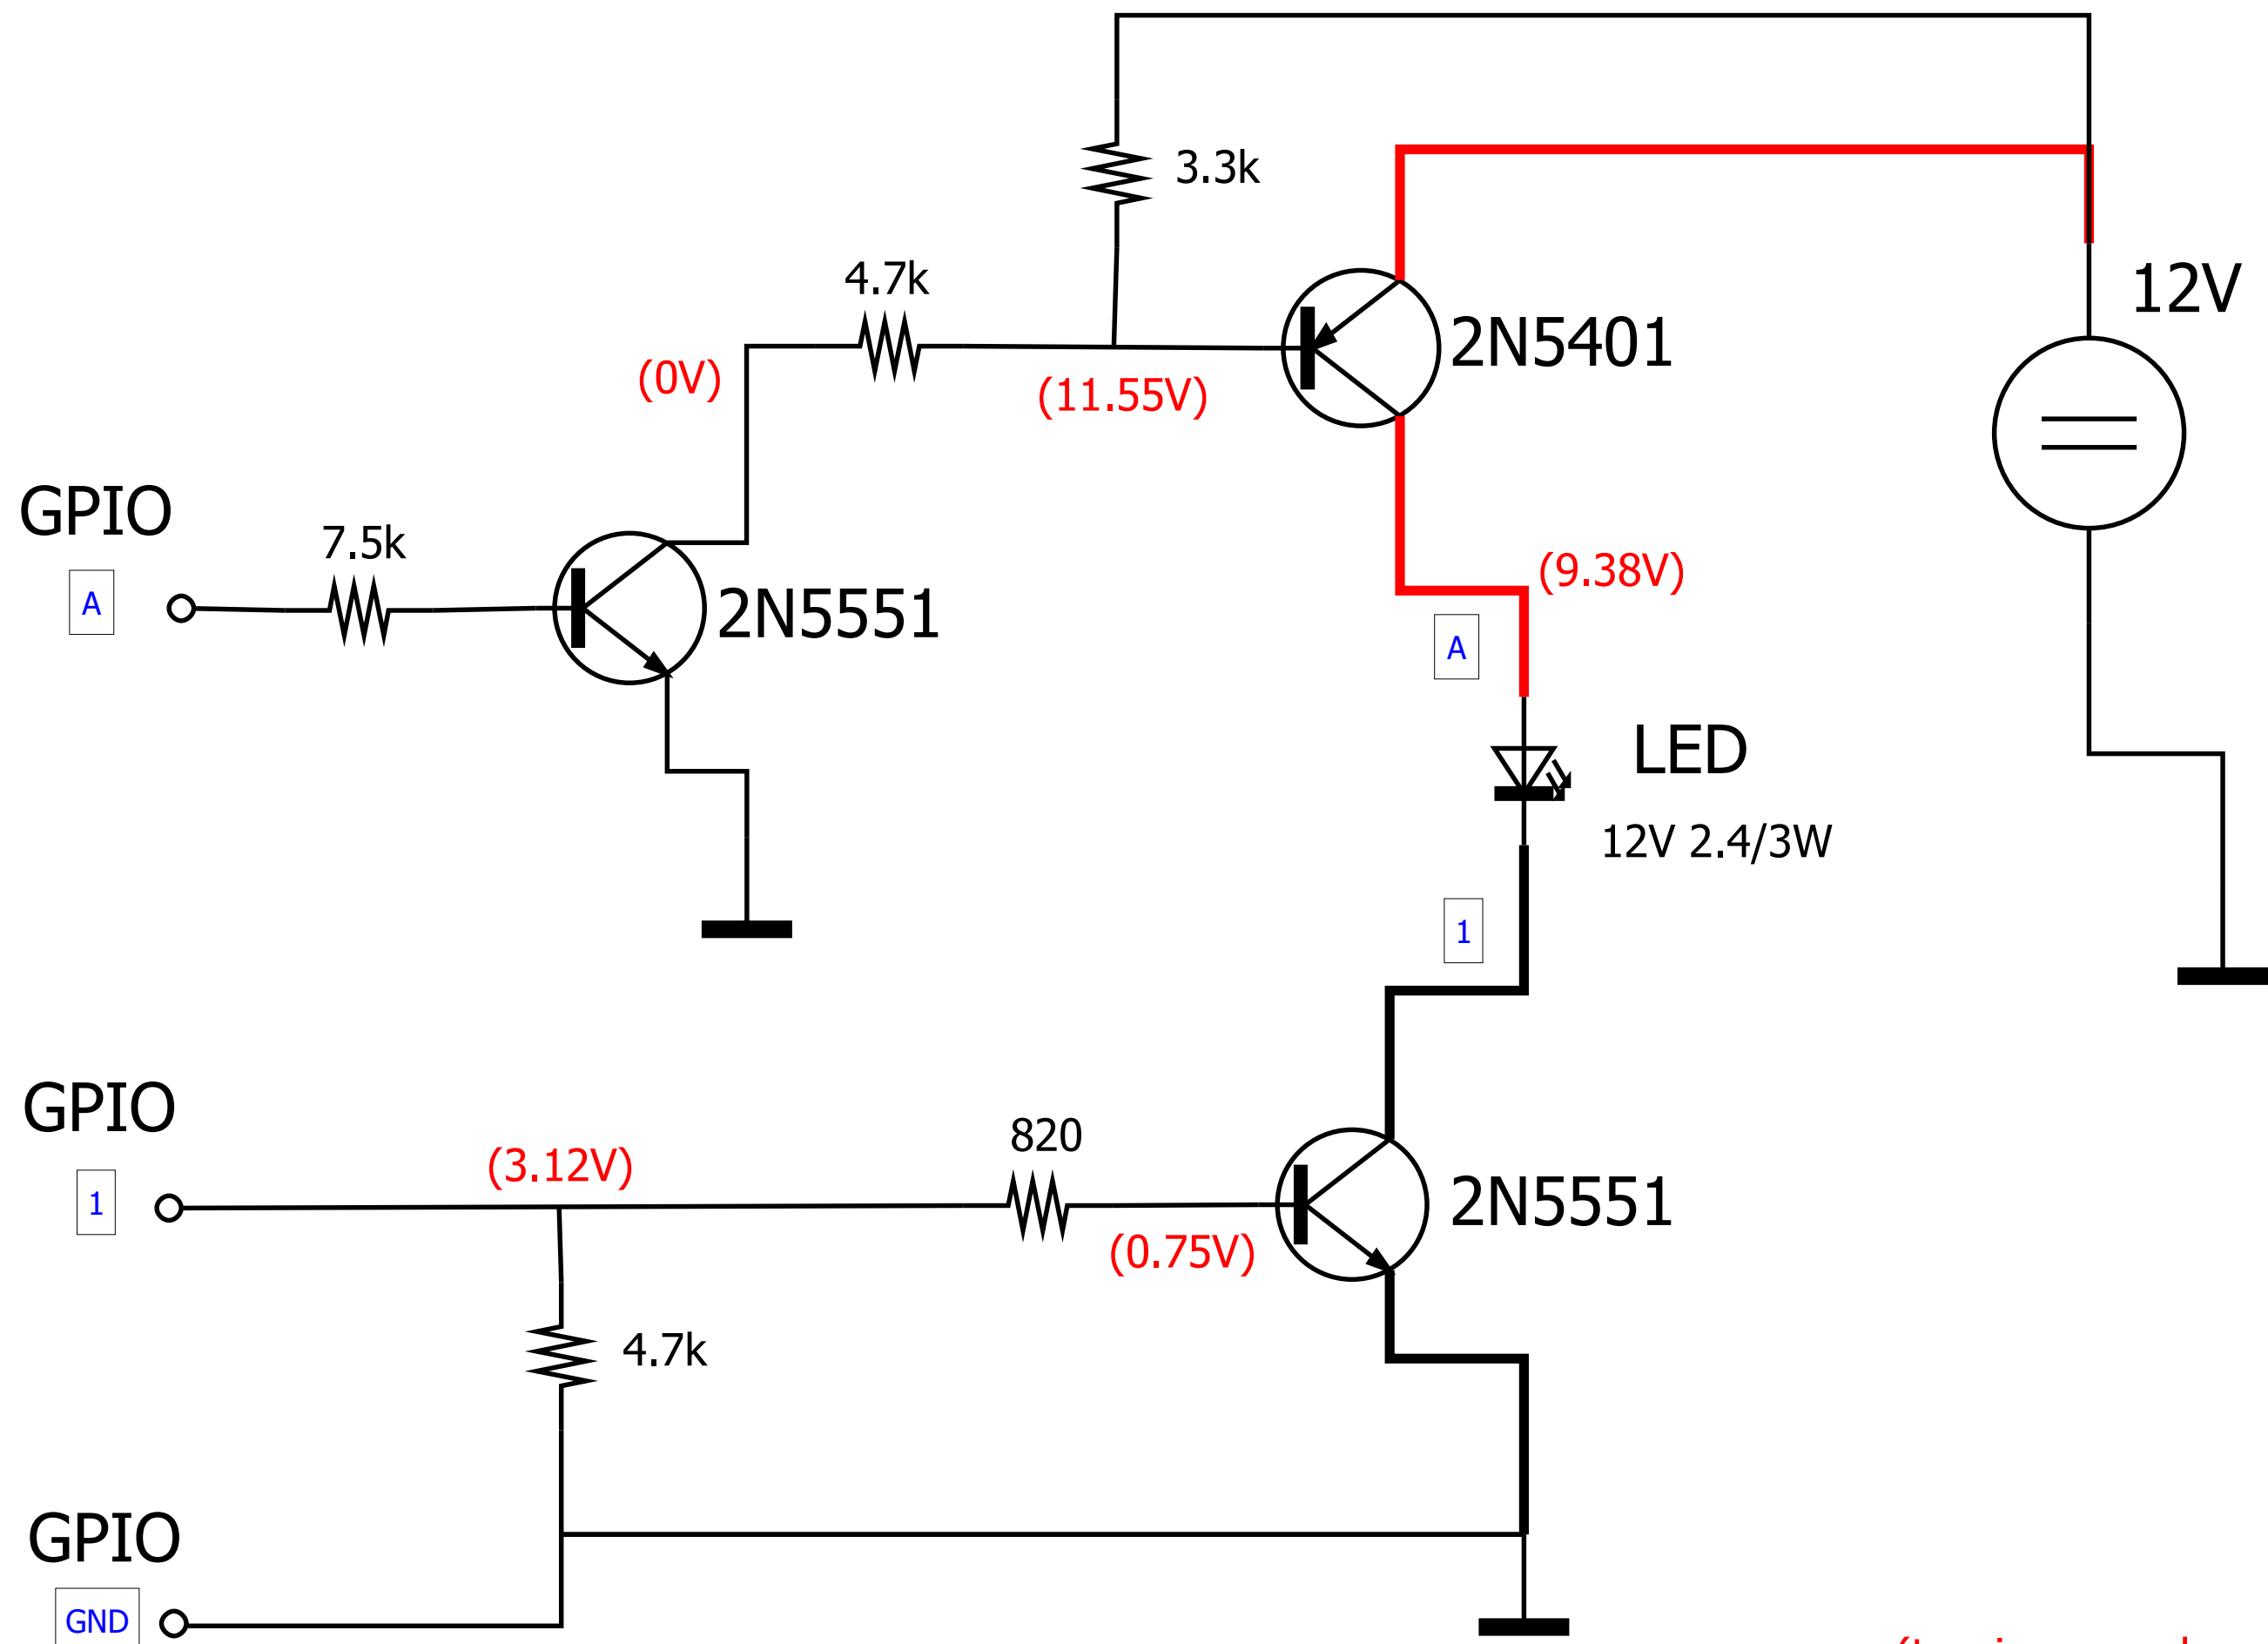 3.3k
12V
4.7k
2N5401
(0V)
(11.55V)
GPIO
7.5k
A
2N5551
(9.38V)
A
LED
12V 2.4/3W
1
GPIO
820
(3.12V)
1
2N5551
(0.75V)
4.7k
GPIO
GND